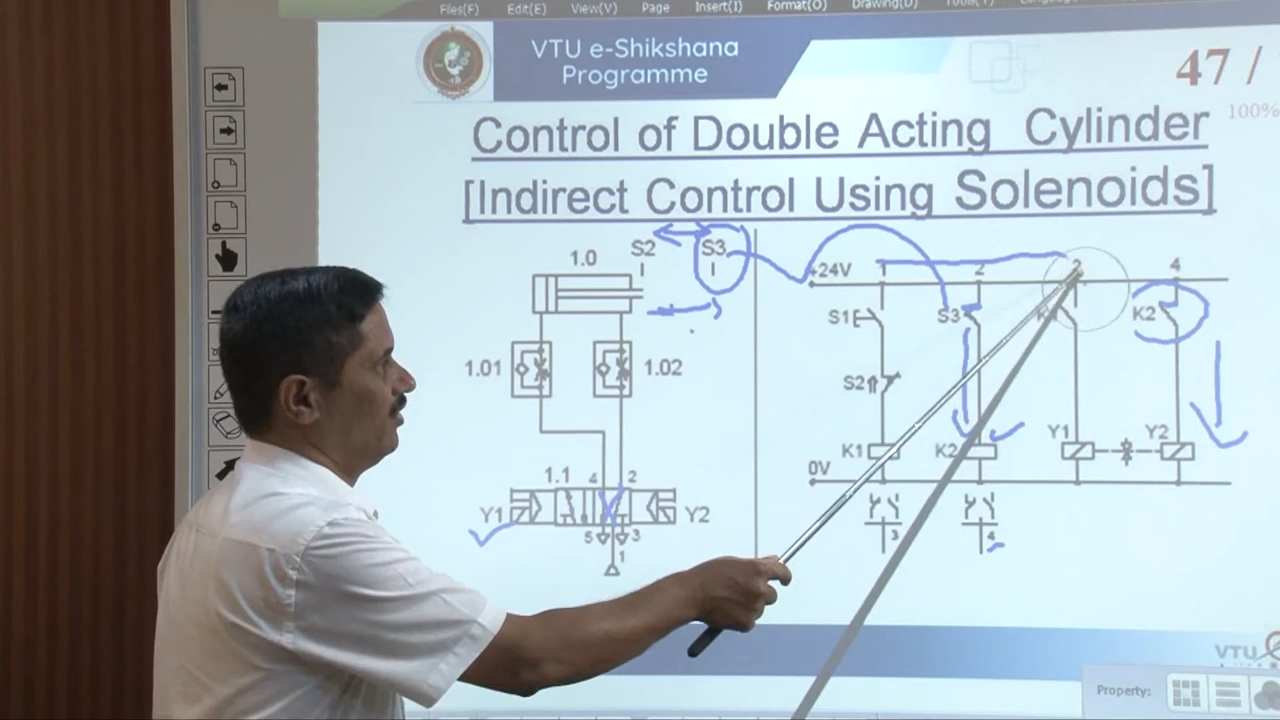 Files(F) Edit(E) View(V) Page Insert(I) Format(O) Drawing(D) Tools(T)
VTU e-Shikshana
Programme
47 /
100%
Control of Double Acting Cylinder
[Indirect Control Using Solenoids]
S2 S3
1.0
+24V 1 2 3 4
S1 S3 K2
1.01 1.02
S2
Y1 Y2
K1 K2
0V
1.1 4 2
Y1 Y2
5 3
1
3 4
VTU
Property: